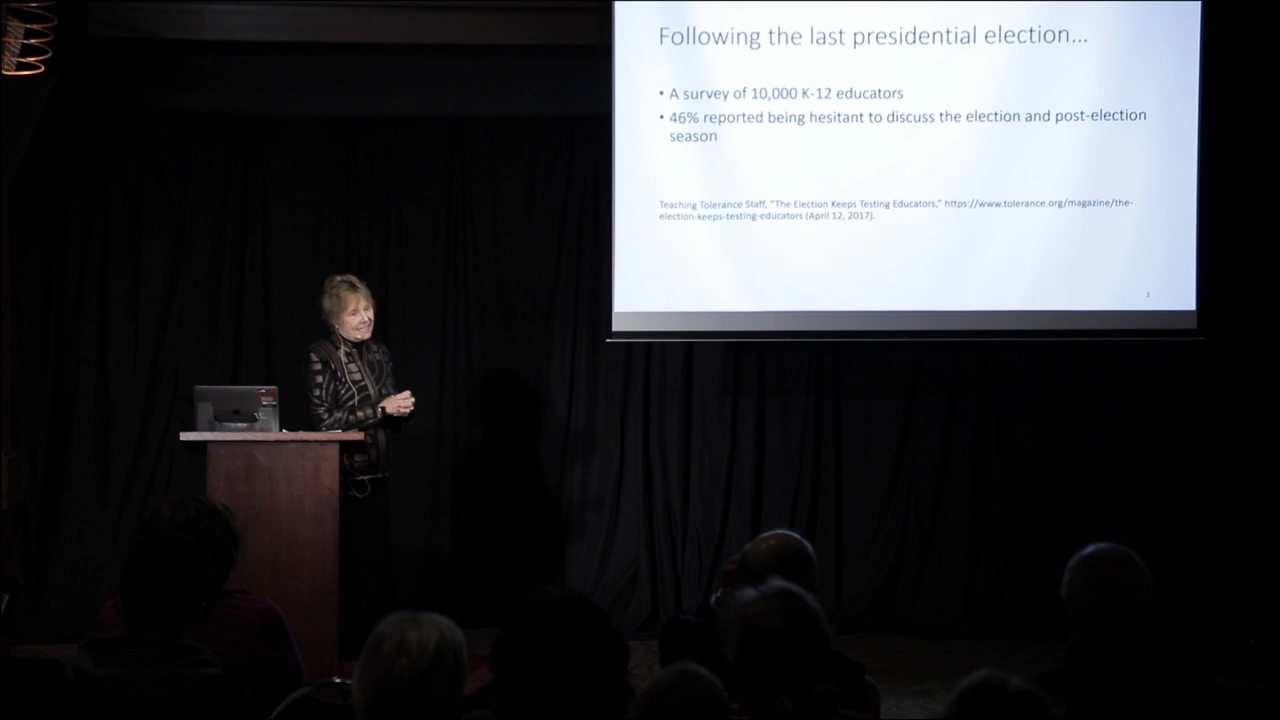 Following the last presidential election...
• A survey of 10,000 K-12 educators
• 46% reported being hesitant to discuss the election and post-election
season
Teaching Tolerance Staff, "The Election Keeps Testing Educators," https://www.tolerance.org/magazine/the-
election-keeps-testing-educators (April 12, 2017).